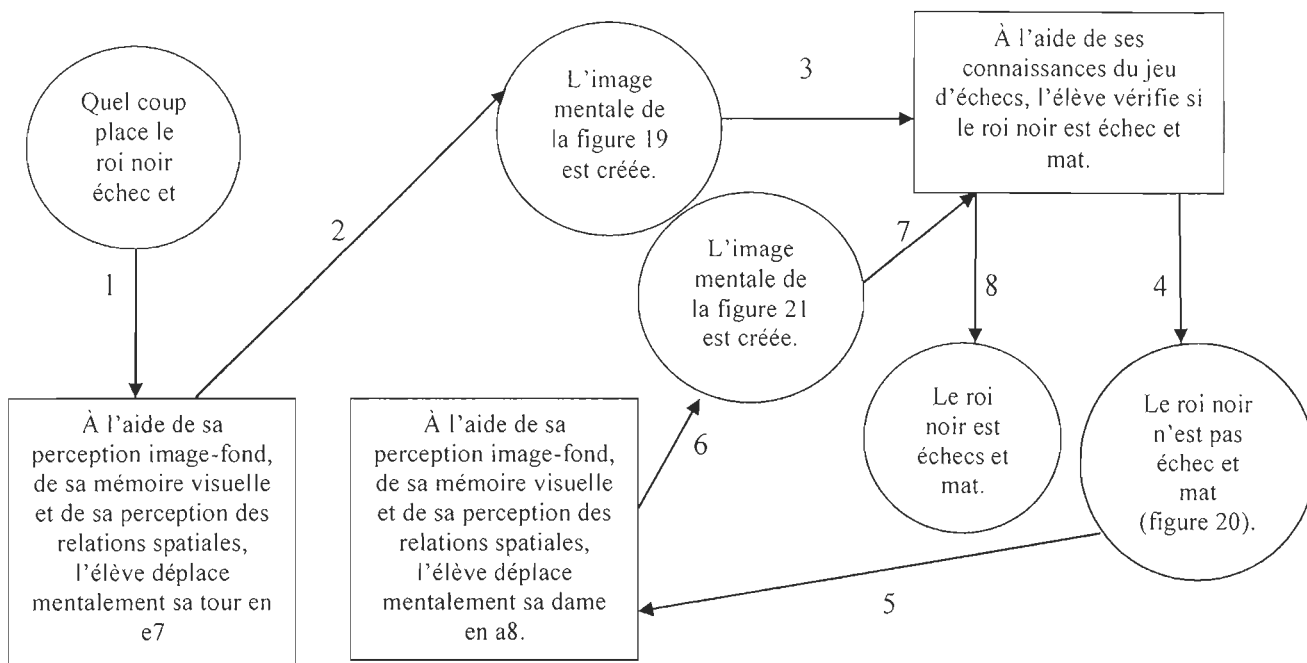 Quel coup
place le
roi noir
échec et
1
2
L'image
mentale de
la figure 19
est créée.
3
À l'aide de ses
connaissances du jeu
d'échecs, l'élève vérifie si
le roi noir est échec et
mat.
L'image
mentale de
la figure 21
est créée.
7
8
4
À l'aide de sa
perception image-fond,
de sa mémoire visuelle
et de sa perception des
relations spatiales,
l'élève déplace
mentalement sa tour en
e7
À l'aide de sa
perception image-fond,
de sa mémoire visuelle
et de sa perception des
relations spatiales,
l'élève déplace
mentalement sa dame
en a8.
6
Le roi
noir est
échecs et
mat.
Le roi noir
n'est pas
échec et
mat
(figure 20).
5